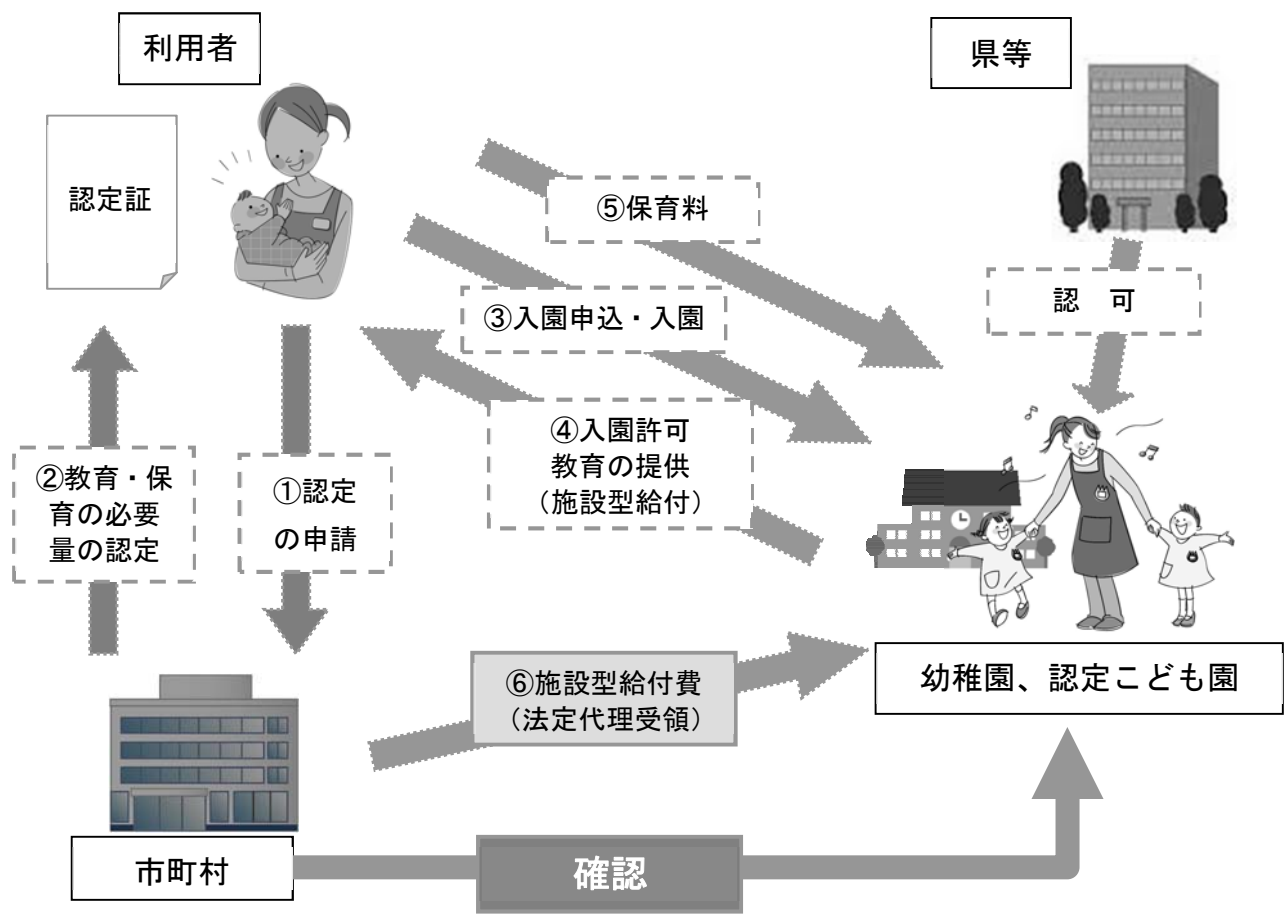 利用者
県等
認定証
⑤保育料
③入園申込・入園
認 可
④入園許可
教育の提供
（施設型給付）
②教育・保
育の必要
量の認定
①認定
の申請
⑥施設型給付費
（法定代理受領）
幼稚園、認定こども園
市町村
確認